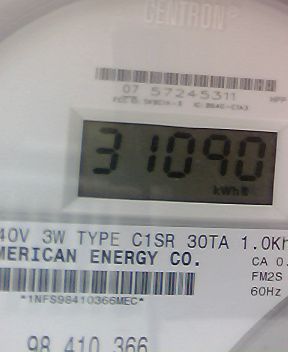 CENTRON®
07 57245311
31090
kWh
40V 3W TYPE C1SR 30TA 1.0Kh
MERICAN ENERGY CO.
CA 0.
FM2S
*1NFS98410366MEC*
60Hz
98 410 366